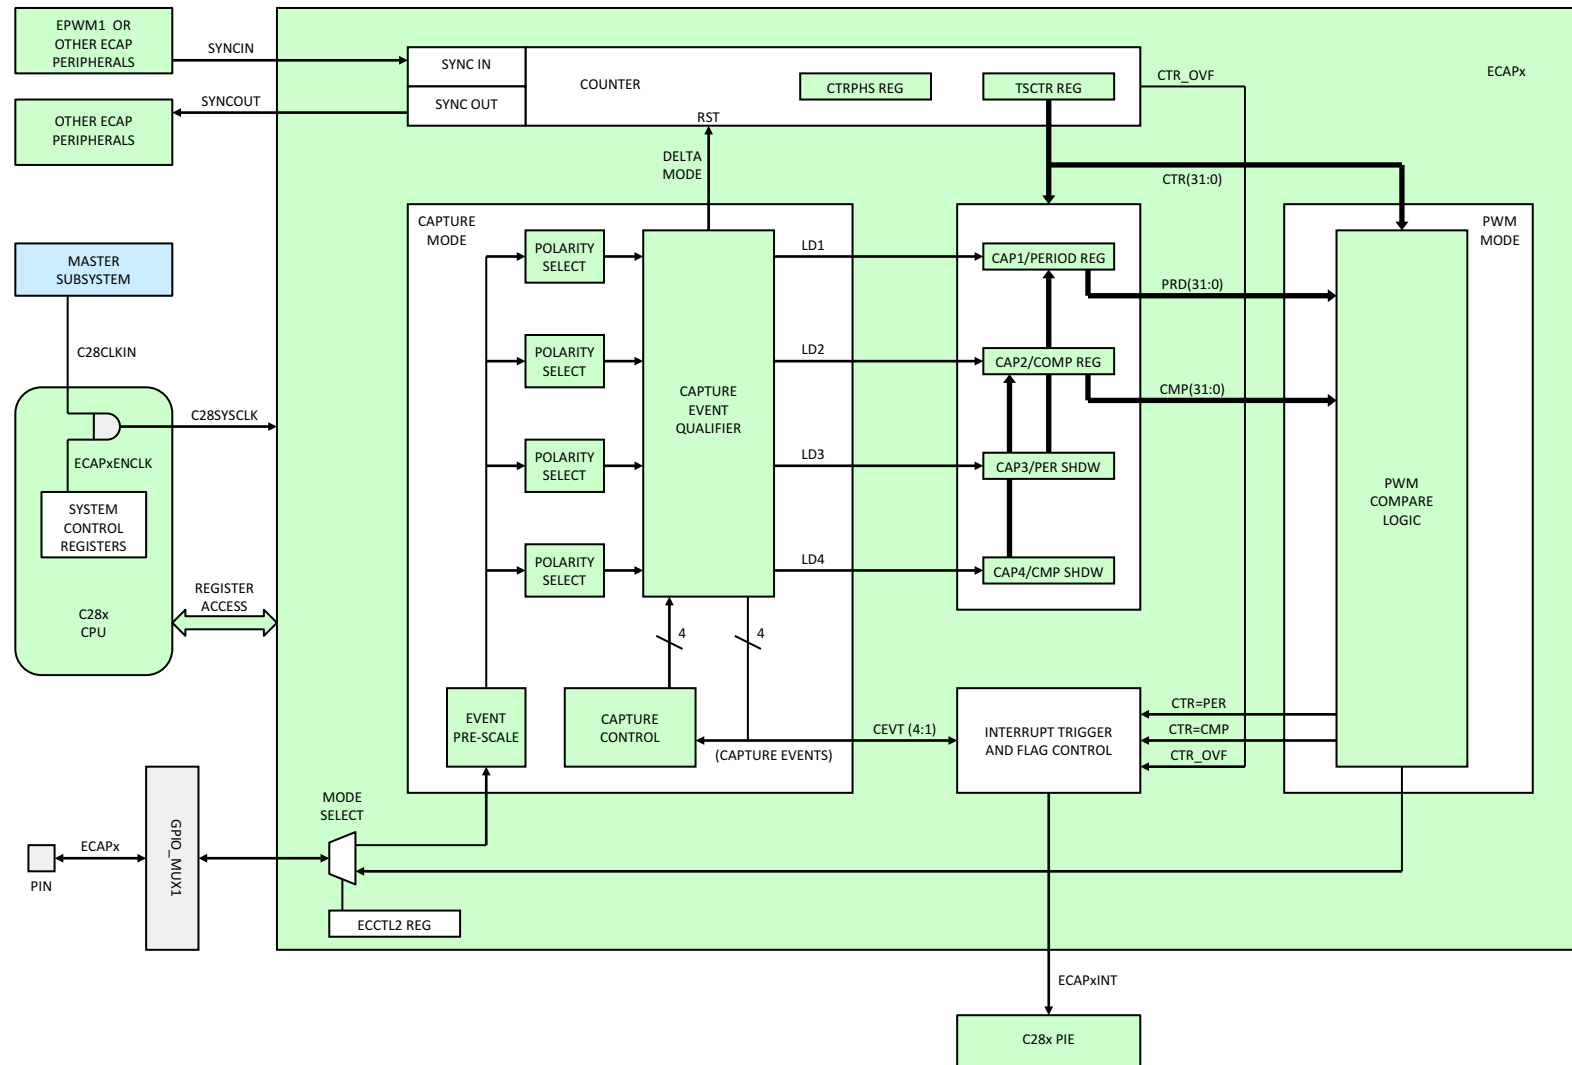 EPWM1 OR
OTHER ECAP
PERIPHERALS
SYNCIN
SYNC IN
COUNTER
CTRPHS REG
TSCTR REG
CTR_OVF
ECAPx
OTHER ECAP
PERIPHERALS
SYNCOUT
SYNC OUT
RST
DELTA
MODE
CTR(31:0)
CAPTURE
MODE
PWM
MODE
MASTER
SUBSYSTEM
POLARITY
SELECT
LD1
CAP1/PERIOD REG
PRD(31:0)
C28CLKIN
POLARITY
SELECT
LD2
CAP2/COMP REG
CMP(31:0)
CAPTURE
EVENT
QUALIFIER
C28SYSCLK
ECAPxENCLK
POLARITY
SELECT
LD3
CAP3/PER SHDW
PWM
COMPARE
LOGIC
SYSTEM
CONTROL
REGISTERS
POLARITY
SELECT
LD4
CAP4/CMP SHDW
REGISTER
ACCESS
C28x
CPU
4
4
EVENT
PRE-SCALE
CAPTURE
CONTROL
CEVT (4:1)
(CAPTURE EVENTS)
INTERRUPT TRIGGER
AND FLAG CONTROL
CTR=PER
CTR=CMP
CTR_OVF
MODE
SELECT
ECAPx
PIN
GPIO_MUX1
ECCTL2 REG
ECAPxINT
C28x PIE